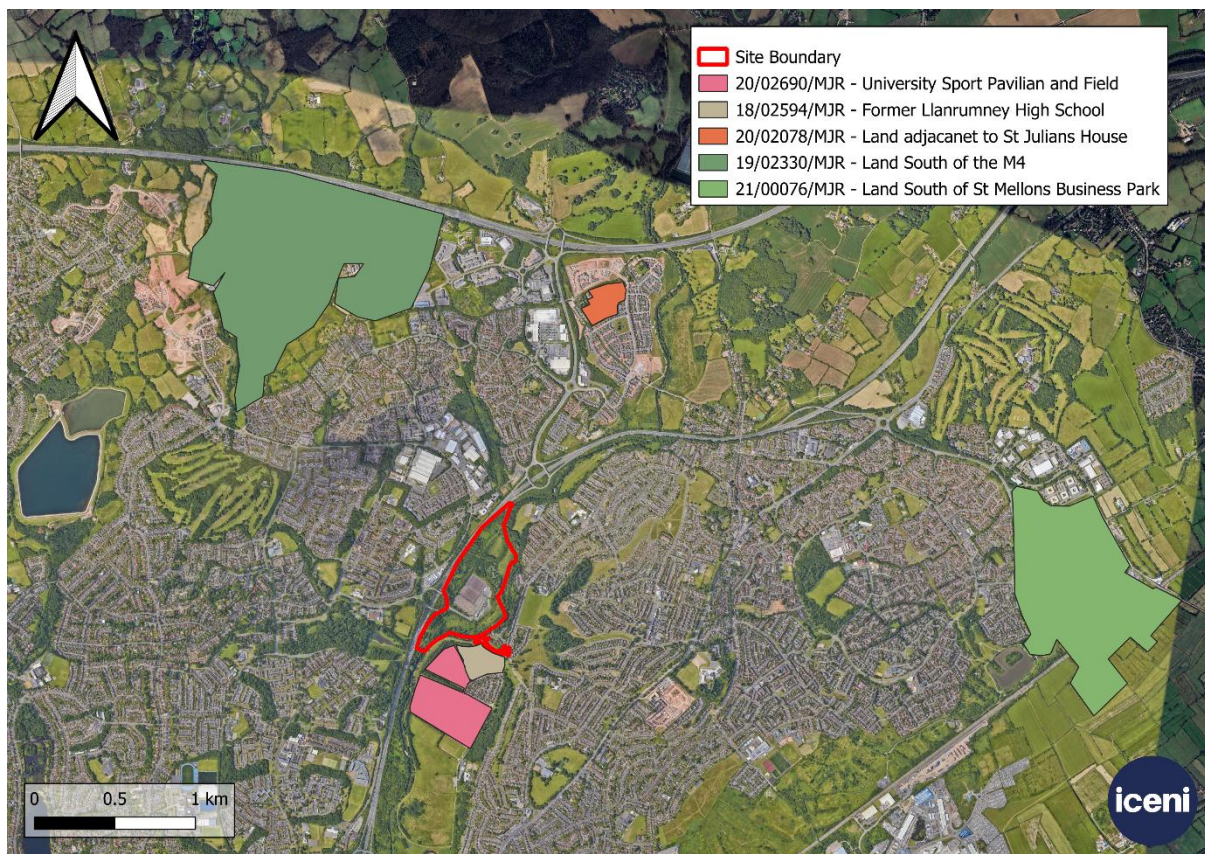 Site Boundary
20/02690/MJR - University Sport Pavilian and Field
18/02594/MJR - Former Llanrumney High School
20/02078/MJR - Land adjacanet to St Julians House
19/02330/MJR - Land South of the M4
21/00076/MJR - Land South of St Mellons Business Park
0 0.5 1 km
iceni